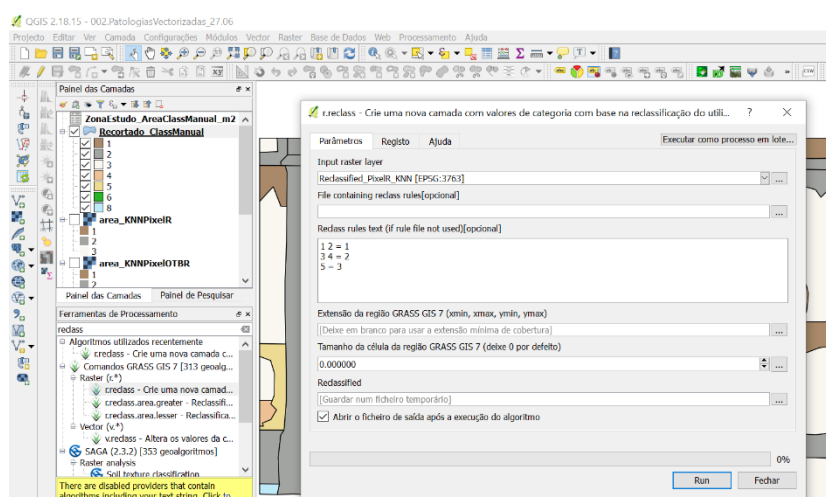 QGIS 2.18.15 - 002.PatologiasVectorizadas_27.06
Projecto Editar Ver Camada Configurações Módulos Vector Raster Base de Dados Web Processamento Ajuda
Painel das Camadas
ZonaEstudo_AreaClassManual_m2
Recortado_ClassManual
1
2
3
4
5
6
8
area_KNNPixelR
1
2
3
area_KNNPixelOTBR
1
2
Painel das Camadas Painel de Pesquisar
Ferramentas de Processamento
reclass
Algoritmos utilizados recentemente
r.reclass - Crie uma nova camada c...
Comandos GRASS GIS 7 [313 geoalg...
Raster (r.*)
r.reclass - Crie uma nova camad...
r.reclass.area.greater - Reclassifi...
r.reclass.area.lesser - Reclassifica...
Vector (v.*)
v.reclass - Altera os valores da c...
SAGA (2.3.2) [353 geoalgoritmos]
Raster analysis
Soil texture classification
There are disabled providers that contain
algorithms including your text string. Click to
r.reclass - Crie uma nova camada com valores de categoria com base na reclassificação do utili... ?
Parâmetros Registo Ajuda Executar como processo em lote...
Input raster layer
Reclassified_PixelR_KNN [EPSG:3763]
...
File containing reclass rules[opcional]
...
Reclass rules text (if rule file not used)[opcional]
1 2 = 1
3 4 = 2
5 = 3
Extensão da região GRASS GIS 7 (xmin, xmax, ymin, ymax)
[Deixe em branco para usar a extensão mínima de cobertura]
...
Tamanho da célula da região GRASS GIS 7 (deixe 0 por defeito)
0.000000
...
Reclassified
[Guardar num ficheiro temporário]
...
Abrir o ficheiro de saída após a execução do algoritmo
0%
Run Fechar